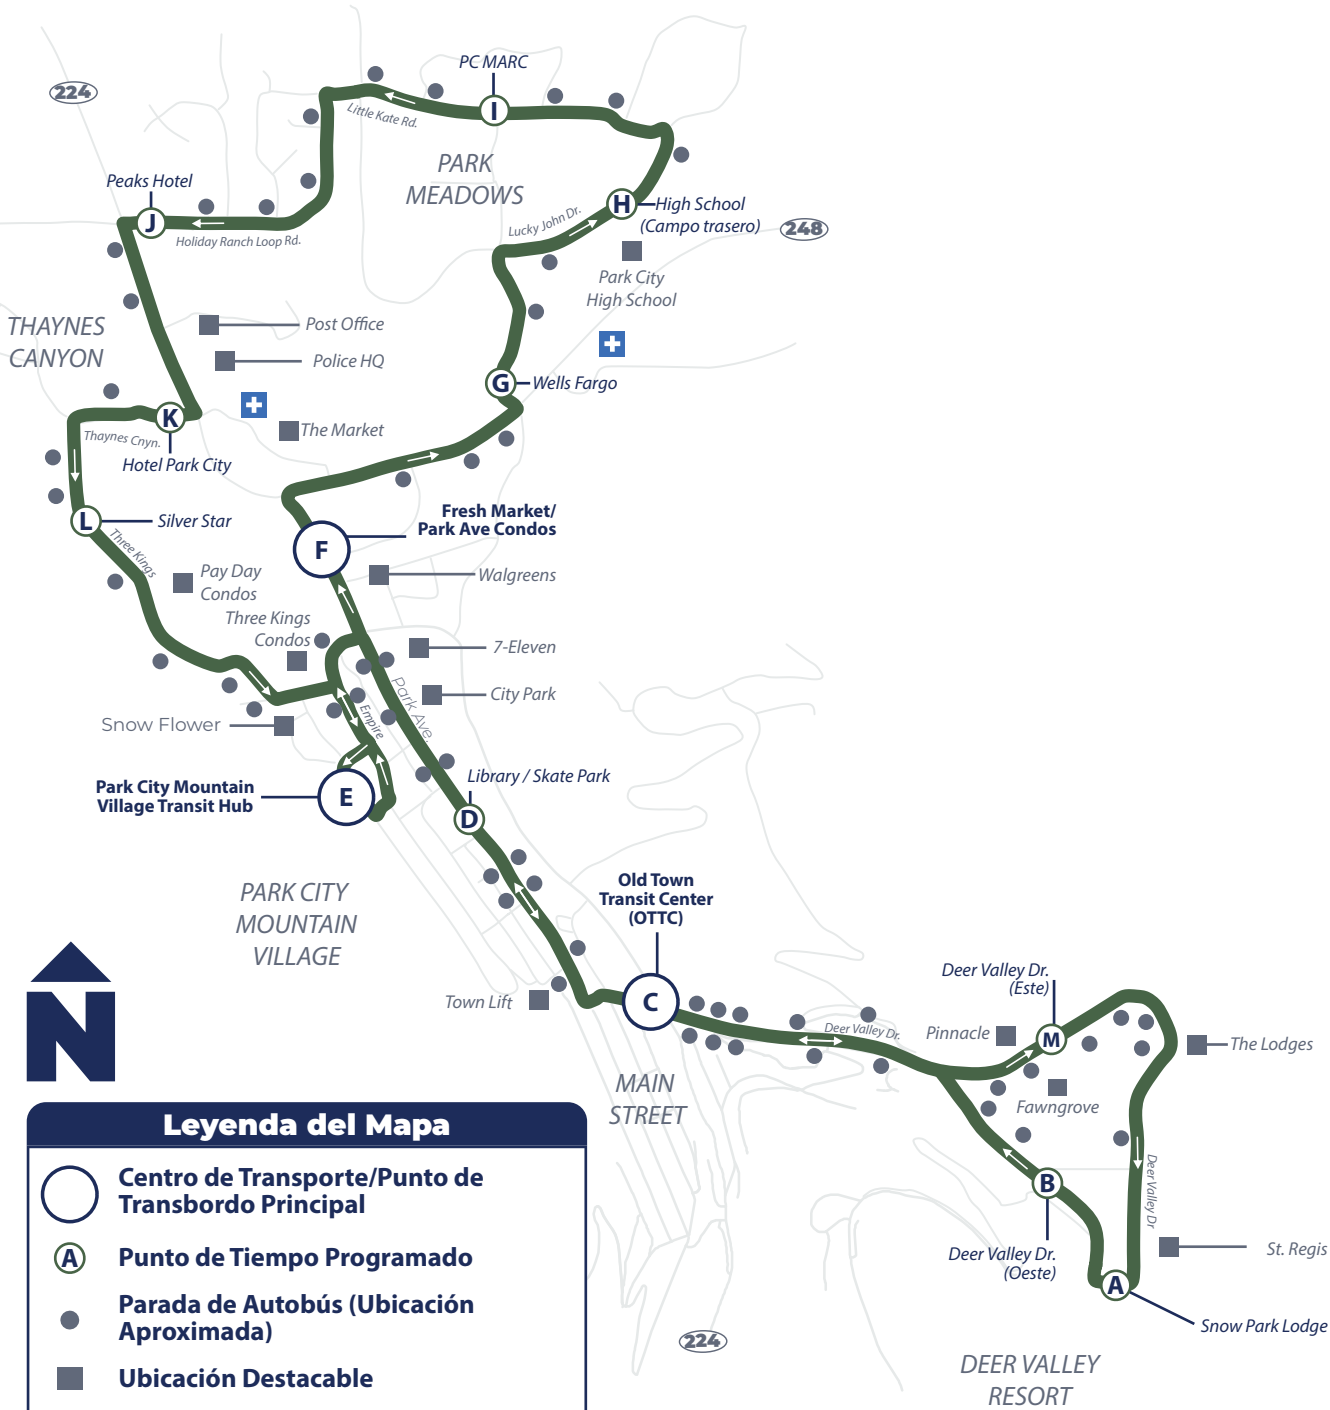 PC MARC
224
I
Little Kate Rd.
PARK
MEADOWS
Peaks Hotel
J
Holiday Ranch Loop Rd.
Lucky John Dr.
H
High School
(Campo trasero)
248
Park City
High School
THAYNES
CANYON
Post Office
Police HQ
G
Wells Fargo
K
Thaynes Cnyn.
The Market
Hotel Park City
L
Silver Star
Fresh Market/
Park Ave Condos
F
Three Kings
Pay Day
Condos
Walgreens
Three Kings
Condos
7-Eleven
City Park
Park Ave.
Empire
Snow Flower
Park City Mountain
Village Transit Hub
E
Library / Skate Park
D
PARK CITY
MOUNTAIN
VILLAGE
Old Town
Transit Center
(OTTC)
N
Town Lift
C
Deer Valley Dr.
Deer Valley Dr.
(Este)
Pinnacle
M
The Lodges
Fawngrove
MAIN
STREET
B
Deer Valley Dr
Deer Valley Dr.
(Oeste)
St. Regis
A
Snow Park Lodge
224
DEER VALLEY
RESORT
Leyenda del Mapa
Centro de Transporte/Punto de
Transbordo Principal
A
Punto de Tiempo Programado
Parada de Autobús (Ubicación
Aproximada)
Ubicación Destacable